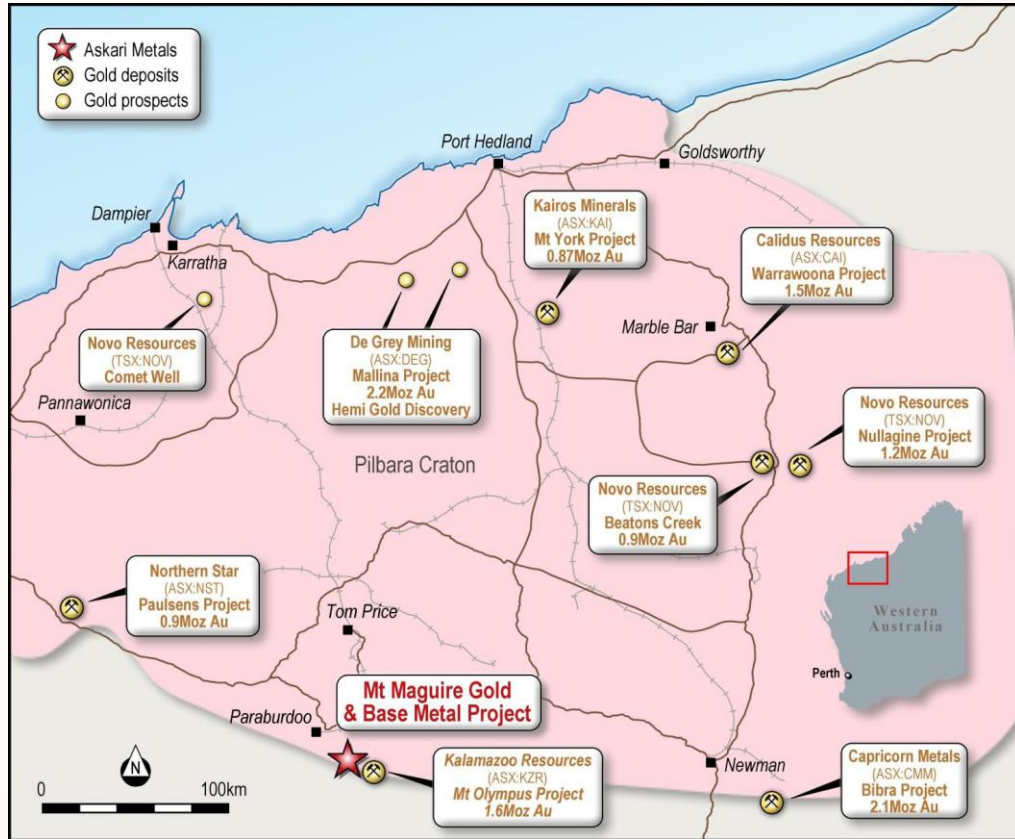 Askari Metals
Gold deposits
Gold prospects
Port Hedland
Goldsworthy
Dampier
Karratha
Kairos Minerals
(ASX:KAI)
Mt York Project
0.87Moz Au
Calidus Resources
(ASX:CAI)
Warrawoona Project
1.5Moz Au
Marble Bar
Novo Resources
(TSX:NOV)
Comet Well
De Grey Mining
(ASX:DEG)
Mallina Project
2.2Moz Au
Hemi Gold Discovery
Pannawonica
Novo Resources
(TSX:NOV)
Nullagine Project
1.2Moz Au
Pilbara Craton
Novo Resources
(TSX:NOV)
Beatons Creek
0.9Moz Au
Northern Star
(ASX:NST)
Paulsens Project
0.9Moz Au
Tom Price
Western
Australia
Perth
Mt Maguire Gold
& Base Metal Project
Paraburdoo
Kalamazoo Resources
(ASX:KZR)
Mt Olympus Project
1.6Moz Au
Newman
Capricorn Metals
(ASX:CMM)
Bibra Project
2.1Moz Au
N
0 100km